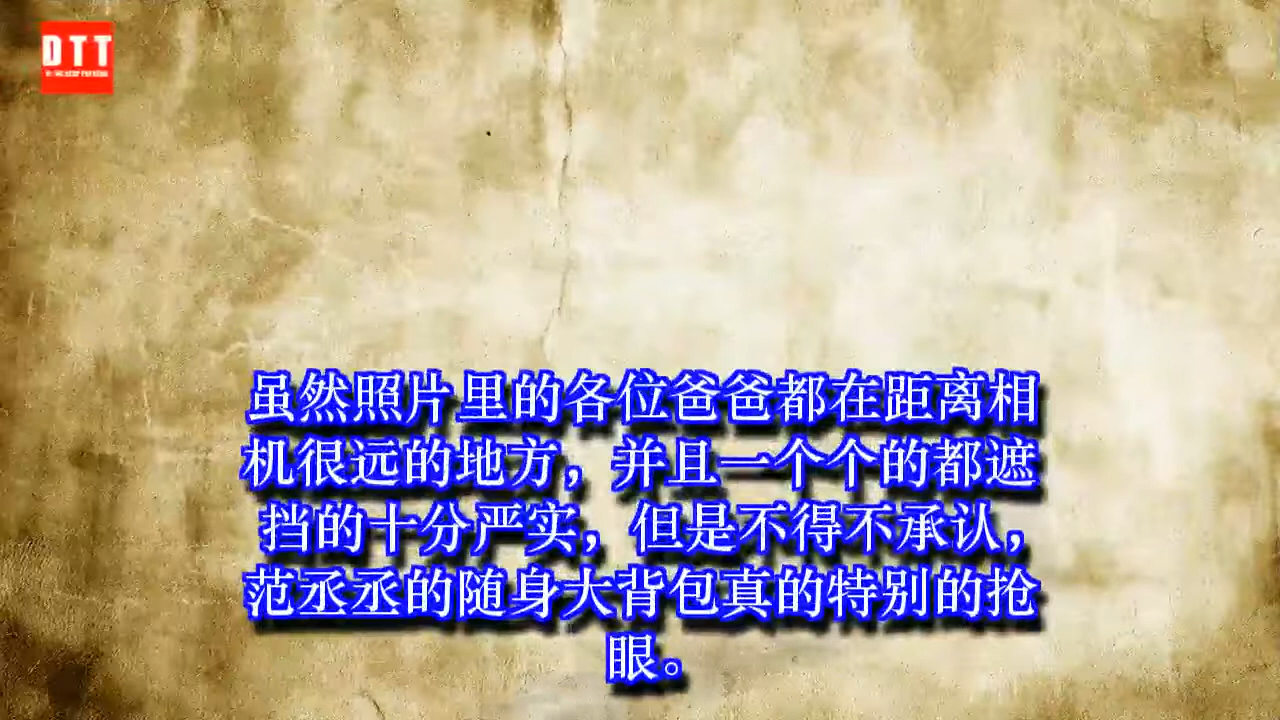 DTT
虽然照片里的各位爸爸都在距离相
机很远的地方，并且一个个的都遮
挡的十分严实，但是不得不承认，
范丞丞的随身大背包真的特别的抢
眼。